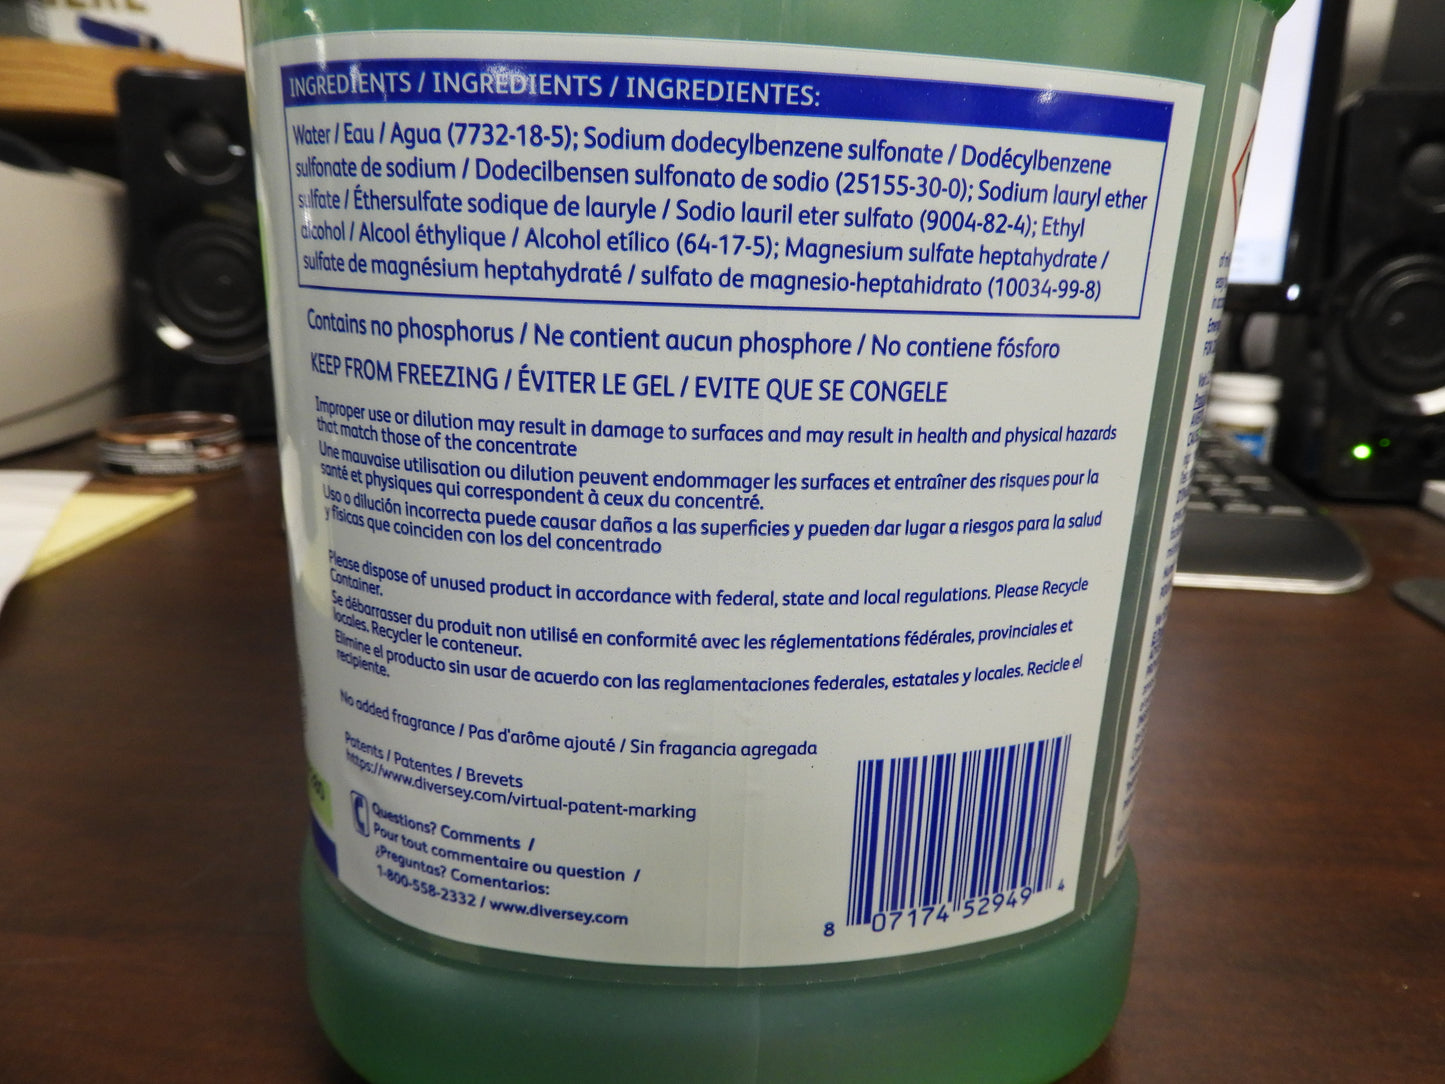 INGREDIENTS / INGREDIENTS / INGREDIENTES:
Water / Eau / Agua (7732-18-5); Sodium dodecylbenzene sulfonate / Dodécylbenzene
sulfonate de sodium / Dodecilbensen sulfonato de sodio (25155-30-0); Sodium lauryl ether
sulfate / Éthersulfate sodique de lauryle / Sodio lauril eter sulfato (9004-82-4); Ethyl
alcohol / Alcool éthylique / Alcohol etílico (64-17-5); Magnesium sulfate heptahydrate /
sulfate de magnésium heptahydraté / sulfato de magnesio-heptahidrato (10034-99-8)
Contains no phosphorus / Ne contient aucun phosphore / No contiene fósforo
KEEP FROM FREEZING / ÉVITER LE GEL / EVITE QUE SE CONGELE
Improper use or dilution may result in damage to surfaces and may result in health and physical hazards
that match those of the concentrate
Une mauvaise utilisation ou dilution peuvent endommager les surfaces et entraîner des risques pour la
santé et physiques qui correspondent à ceux du concentré.
Uso o dilución incorrecta puede causar daños a las superficies y pueden dar lugar a riesgos para la salud
y físicas que coinciden con los del concentrado
Please dispose of unused product in accordance with federal, state and local regulations. Please Recycle
Container.
Se débarrasser du produit non utilisé en conformité avec les réglementations fédérales, provinciales et
locales. Recycler le conteneur.
Elimine el producto sin usar de acuerdo con las reglamentaciones federales, estatales y locales. Recicle el
recipiente.
No added fragrance / Pas d'arôme ajouté / Sin fragancia agregada
Patents / Patentes / Brevets
https://www.diversey.com/virtual-patent-marking
Questions? Comments /
Pour tout commentaire ou question /
¿Preguntas? Comentarios:
1-800-558-2332 / www.diversey.com
8 07174 52949 4